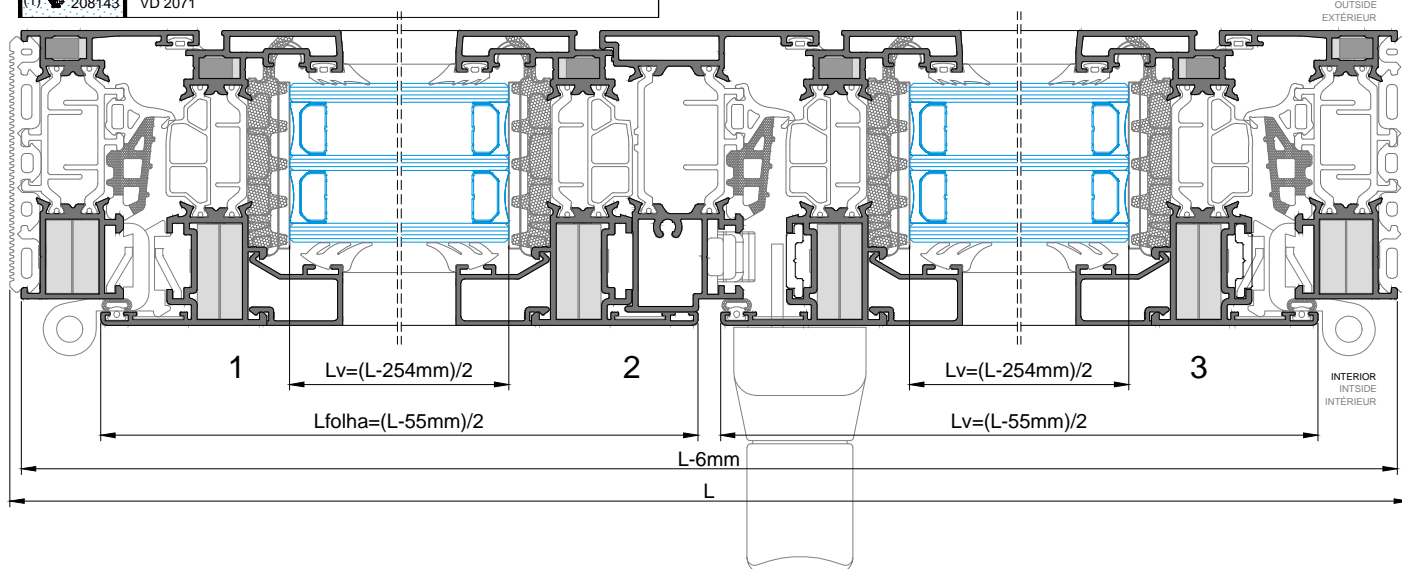 (1) 208143 VD 2071
OUTSIDE
EXTÉRIEUR
1
2
3
Lv=(L-254mm)/2
Lv=(L-254mm)/2
INTERIOR
INTSIDE
INTÉRIEUR
Lfolha=(L-55mm)/2
Lv=(L-55mm)/2
L-6mm
L